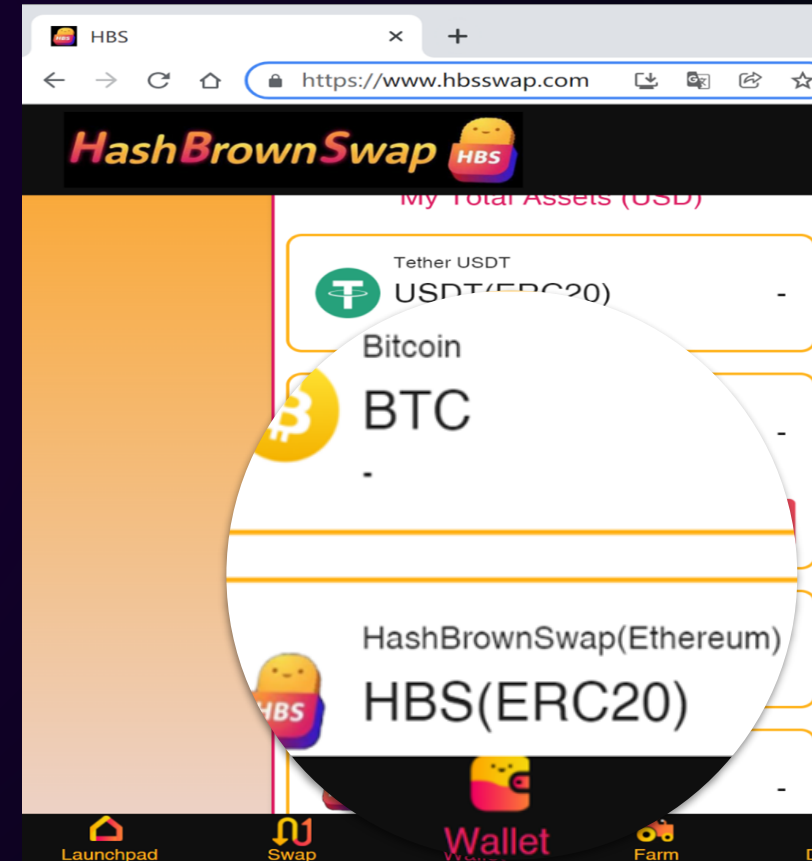 HBS
https://www.hbsswap.com
HashBrownSwap HBS
My Total Assets (USD)
Tether USDT
USDT(ERC20)
-
Bitcoin
BTC
-
-
HashBrownSwap(Ethereum)
HBS
HBS(ERC20)
-
Launchpad
Swap
Wallet
Farm